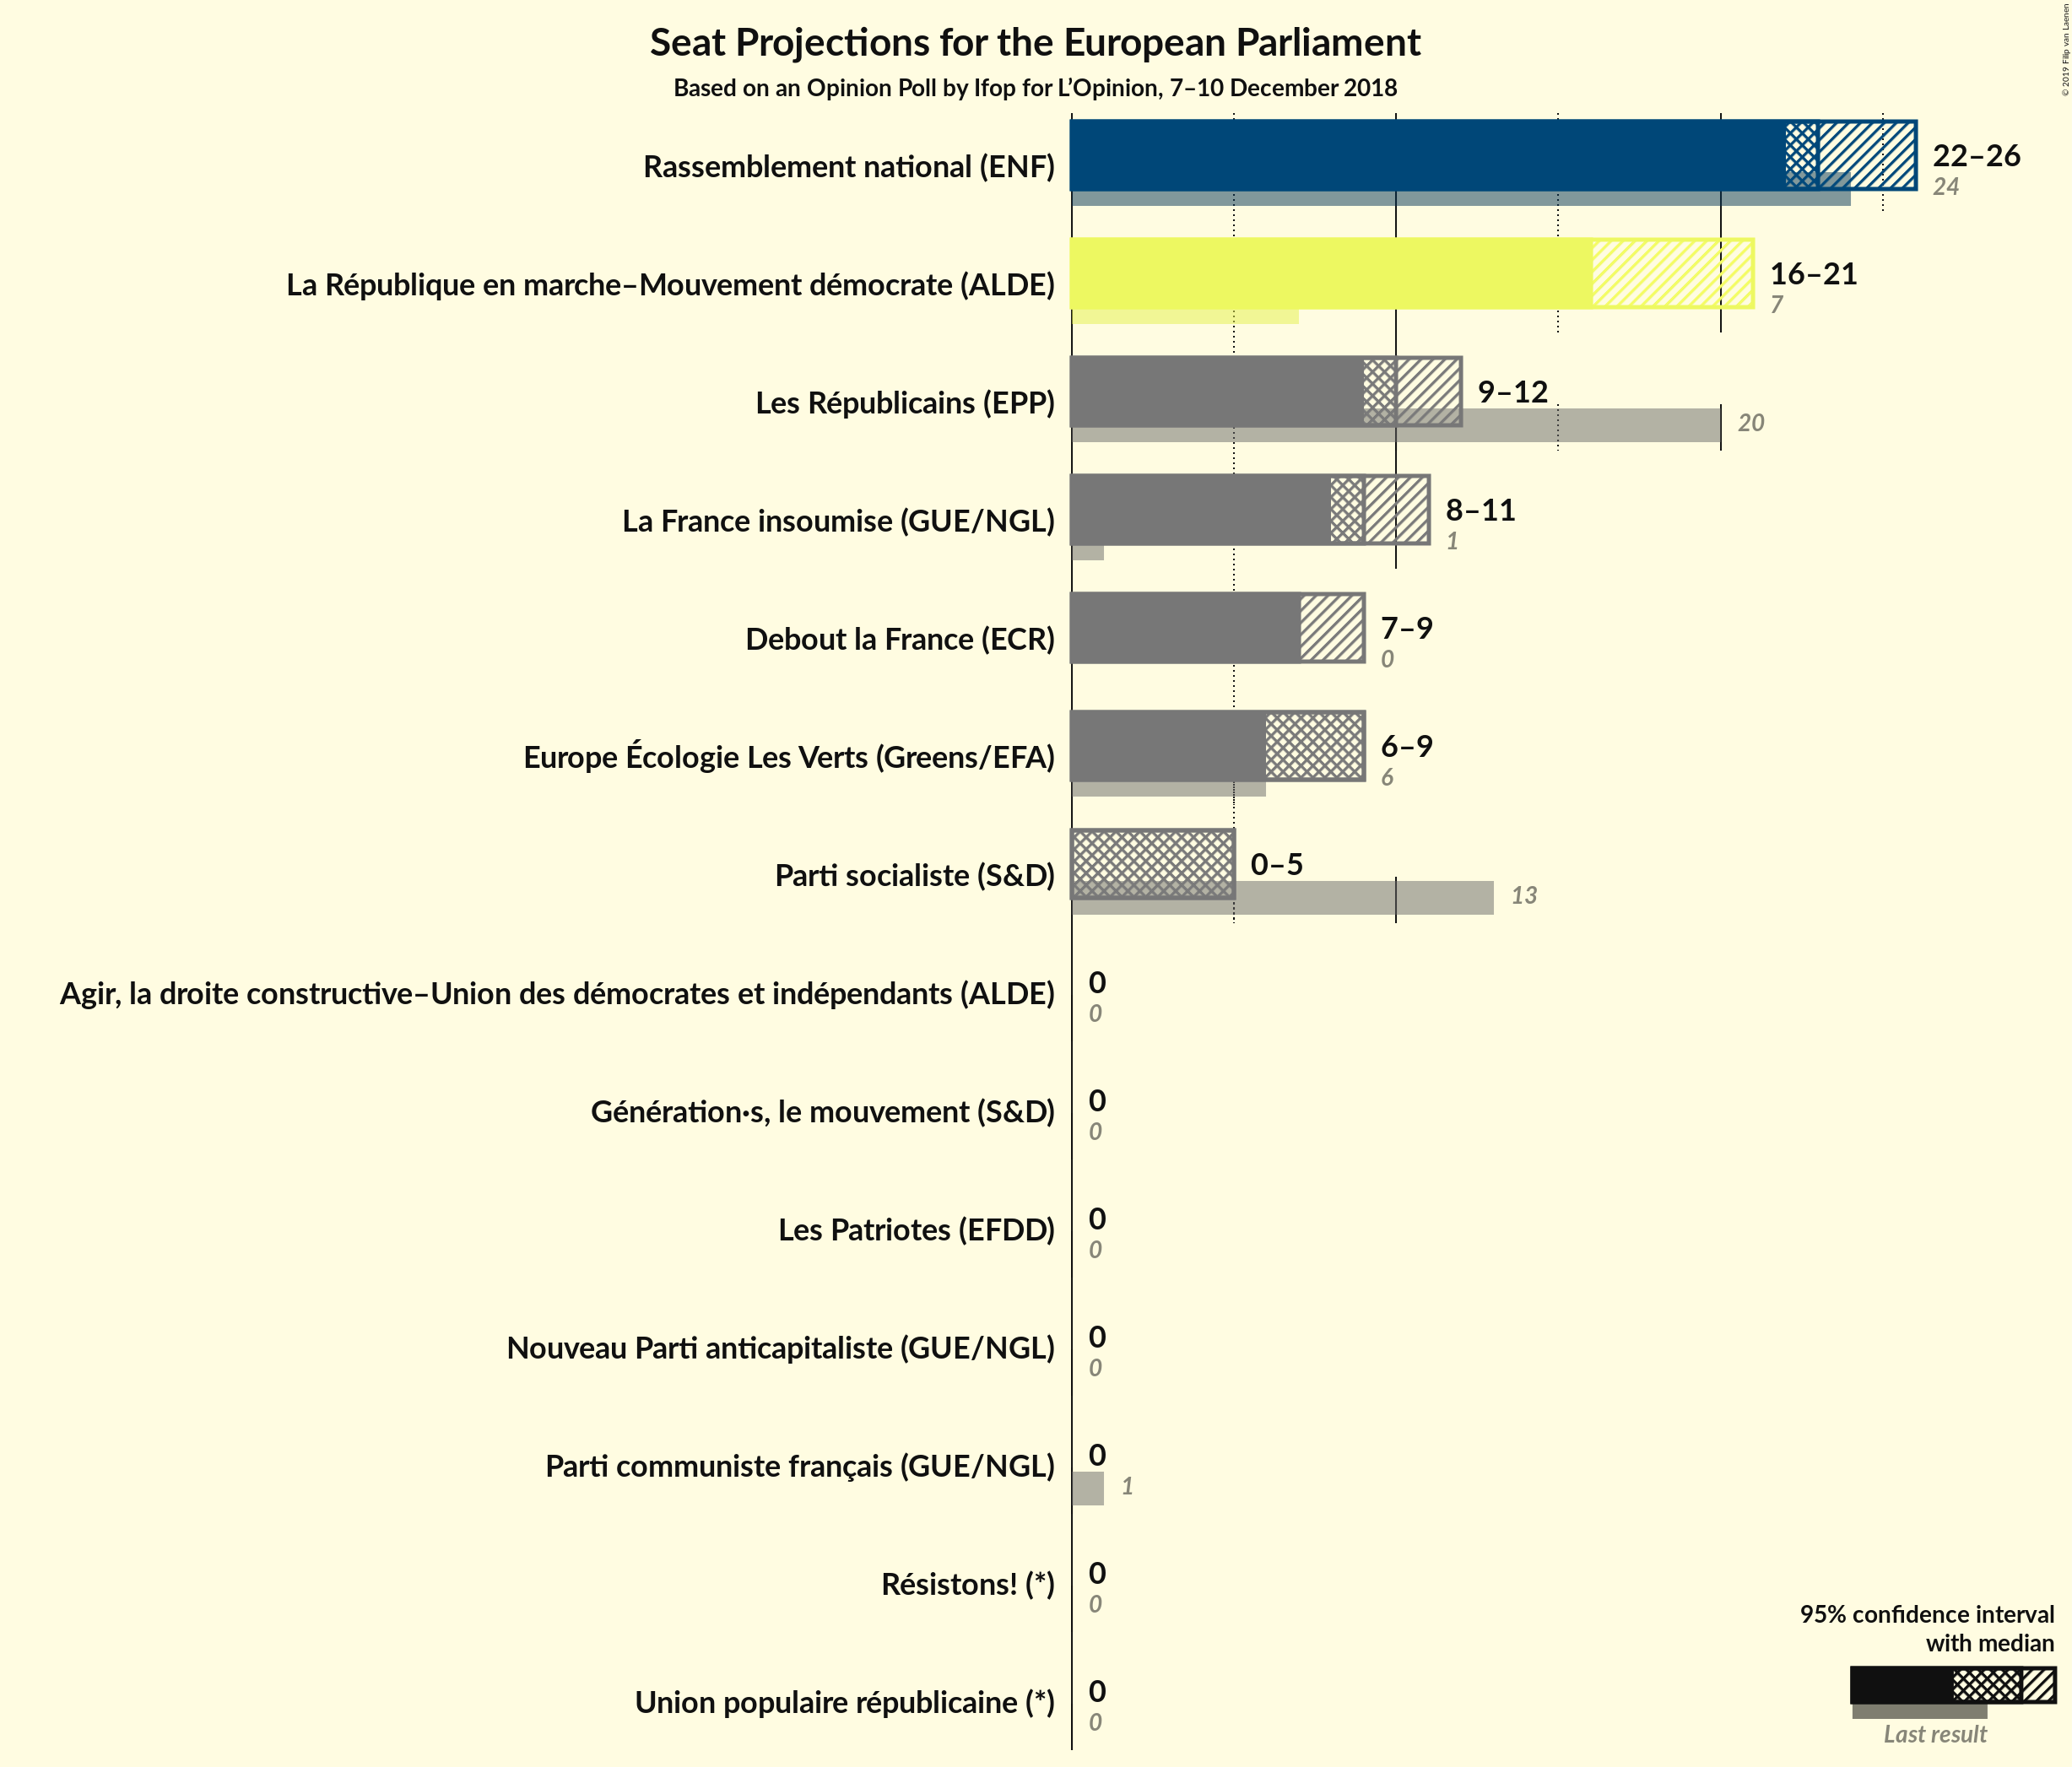 Seat Projections for the European Parliament
Based on an Opinion Poll by Ifop for L’Opinion, 7–10 December 2018
© 2019 Filip van Laenen
Rassemblement national (ENF)
22–26
24
La République en marche–Mouvement démocrate (ALDE)
16–21
7
Les Républicains (EPP)
9–12
20
La France insoumise (GUE/NGL)
8–11
1
Debout la France (ECR)
7–9
0
Europe Écologie Les Verts (Greens/EFA)
6–9
6
Parti socialiste (S&D)
0–5
13
Agir, la droite constructive–Union des démocrates et indépendants (ALDE)
0
0
Génération·s, le mouvement (S&D)
0
0
Les Patriotes (EFDD)
0
0
Nouveau Parti anticapitaliste (GUE/NGL)
0
0
Parti communiste français (GUE/NGL)
0
1
Résistons! (*)
0
0
Union populaire républicaine (*)
0
0
95% confidence interval
with median
Last result